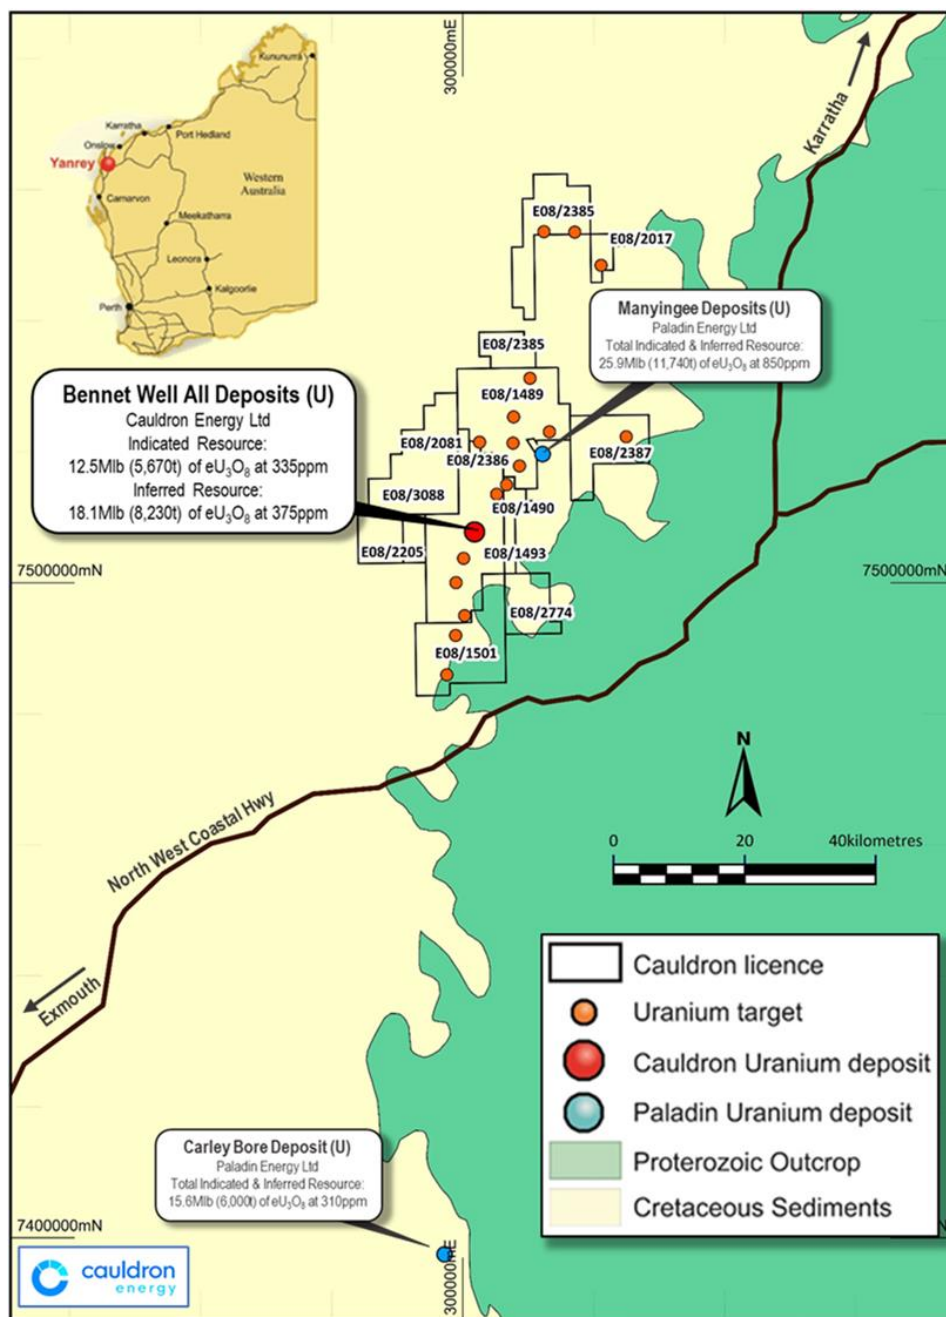 300000mE
Karratha
Kununurra
Karratha
Port Hedland
Onslow
Yanrey
Western
Australia
Carnarvon
Meekatharra
Leonora
Kalgoorlie
Perth
E08/2385
E08/2017
Manyingee Deposits (U)
Paladin Energy Ltd
Total Indicated & Inferred Resource:
25.9Mlb (11,740t) of eU₃O₈ at 850ppm
E08/2385
Bennet Well All Deposits (U)
Cauldron Energy Ltd
Indicated Resource:
12.5Mlb (5,670t) of eU₃O₈ at 335ppm
Inferred Resource:
18.1Mlb (8,230t) of eU₃O₈ at 375ppm
E08/1489
E08/2081
E08/2386
E08/2387
E08/3088
E08/1490
E08/2205
E08/1493
7500000mN
7500000mN
E08/2774
E08/1501
N
North West Coastal Hwy
0 20 40kilometres
Exmouth
Cauldron licence
Uranium target
Cauldron Uranium deposit
Paladin Uranium deposit
Proterozoic Outcrop
Cretaceous Sediments
Carley Bore Deposit (U)
Paladin Energy Ltd
Total Indicated & Inferred Resource:
15.6Mlb (6,000t) of eU₃O₈ at 310ppm
7400000mN
7400000mN
300000mE
cauldron
energy